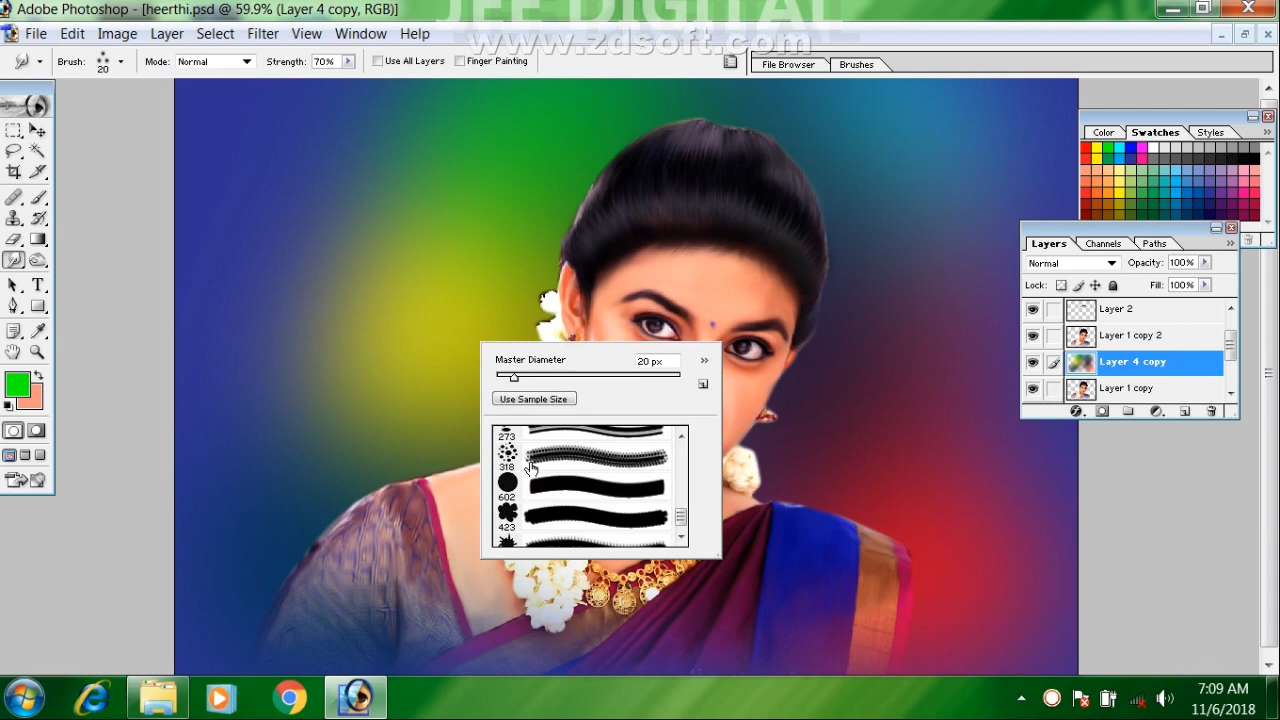 Adobe Photoshop - [heerthi.psd @ 59.9% (Layer 4 copy, RGB)]
JEE DIGITAL
www.zdsoft.com
File Edit Image Layer Select Filter View Window Help
Brush: 20 Mode: Normal Strength: 70% Use All Layers Finger Painting File Browser Brushes
Color Swatches Styles
Layers Channels Paths
Normal Opacity: 100%
Lock: Fill: 100%
Layer 2
Layer 1 copy 2
Layer 4 copy
Layer 1 copy
Master Diameter 20 px
Use Sample Size
273
318
602
423
7:09 AM
11/6/2018